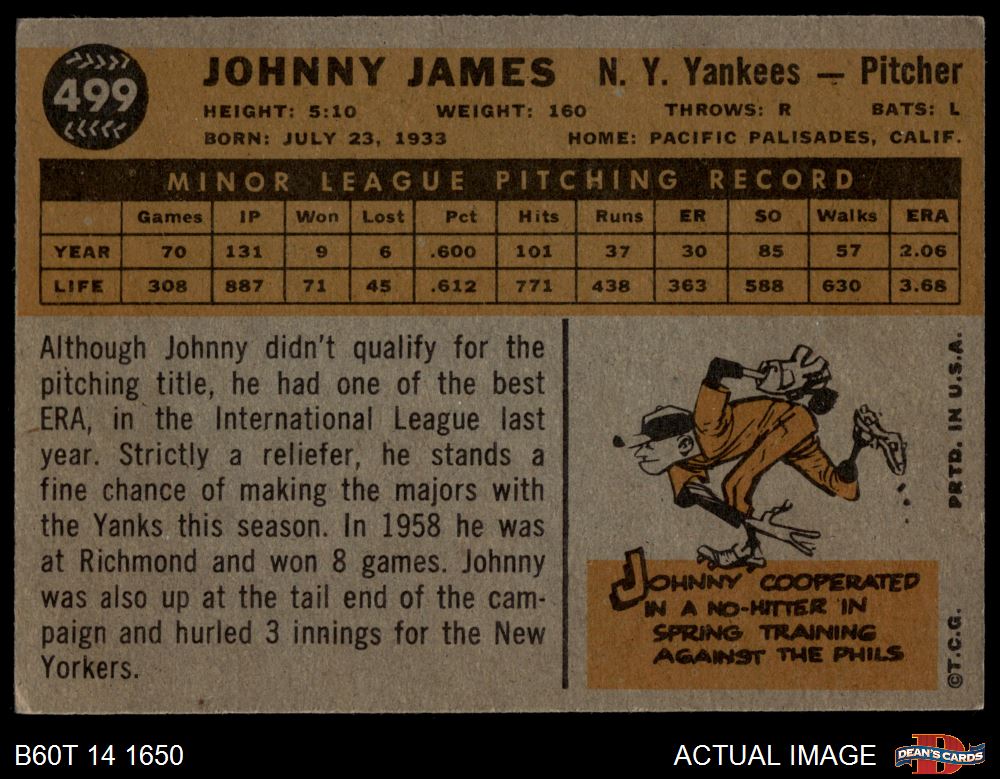 499
JOHNNY JAMES N. Y. Yankees — Pitcher
HEIGHT: 5:10 WEIGHT: 160 THROWS: R BATS: L
BORN: JULY 23, 1933 HOME: PACIFIC PALISADES, CALIF.
MINOR LEAGUE PITCHING RECORD
Games IP Won Lost Pct Hits Runs ER SO Walks ERA
YEAR 70 131 9 6 .600 101 37 30 85 57 2.06
LIFE 308 887 71 45 .612 771 438 363 588 630 3.68
Although Johnny didn't qualify for the
pitching title, he had one of the best
ERA, in the International League last
year. Strictly a reliefer, he stands a
fine chance of making the majors with
the Yanks this season. In 1958 he was
at Richmond and won 8 games. Johnny
was also up at the tail end of the cam-
paign and hurled 3 innings for the New
Yorkers.
JOHNNY COOPERATED
IN A NO-HITTER IN
SPRING TRAINING
AGAINST THE PHILS
©T.C.G. PRTD. IN U.S.A.
B60T 14 1650 ACTUAL IMAGE DEAN'S CARDS